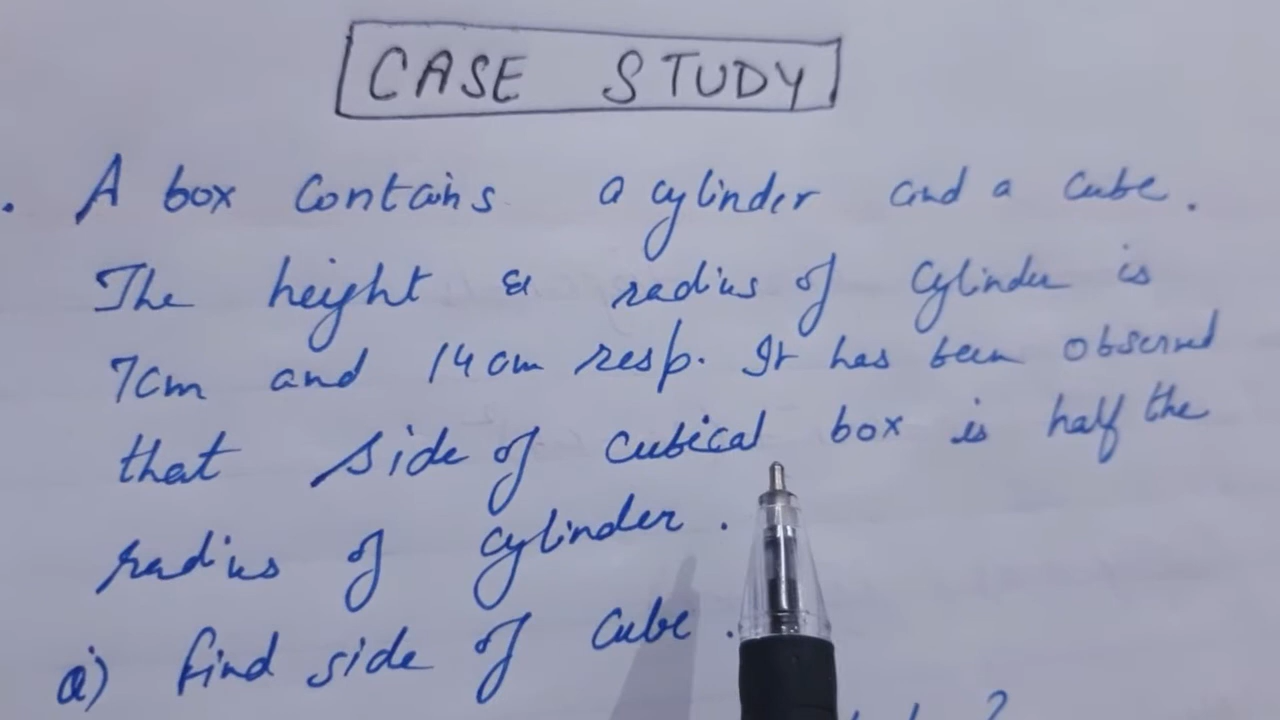 CASE STUDY
. A box contains a cylinder and a cube.
The height & radius of cylinder is
7cm and 14cm resp. It has been observed
that side of cubical box is half the
radius of cylinder.
a) find side of cube.
?